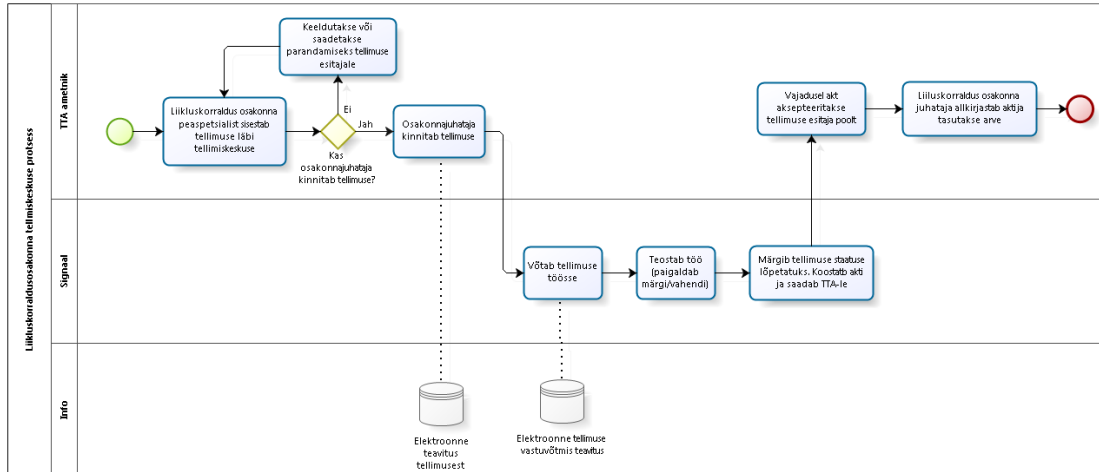 Liikluskorraldusosakonna tellmiskeskuse protsess
TTA ametnik
Keeldutakse või
saadetakse
parandamiseks tellimuse
esitajale
Liikluskorraldus osakonna
peaspetsialist sisestab
tellimuse läbi
tellimiskeskuse
Ei
Jah
Kas
osakonnajuhataja
kinnitab tellimuse?
Osakonnajuhataja
kinnitab tellimuse
Vajadusel akt
aksepteeritakse
tellimuse esitaja poolt
Liiluskorraldus osakonna
juhataja allkirjastab akti ja
tasutakse arve
Signaal
Võtab tellimuse
töösse
Teostab töö
(paigaldab
märgi/vahendi)
Märgib tellimuse staatuse
lõpetatuks. Koostatb akti
ja saadab TTA-le
Info
Elektroonne
teavitus
tellimusest
Elektroonne tellimuse
vastuvõtmis teavitus